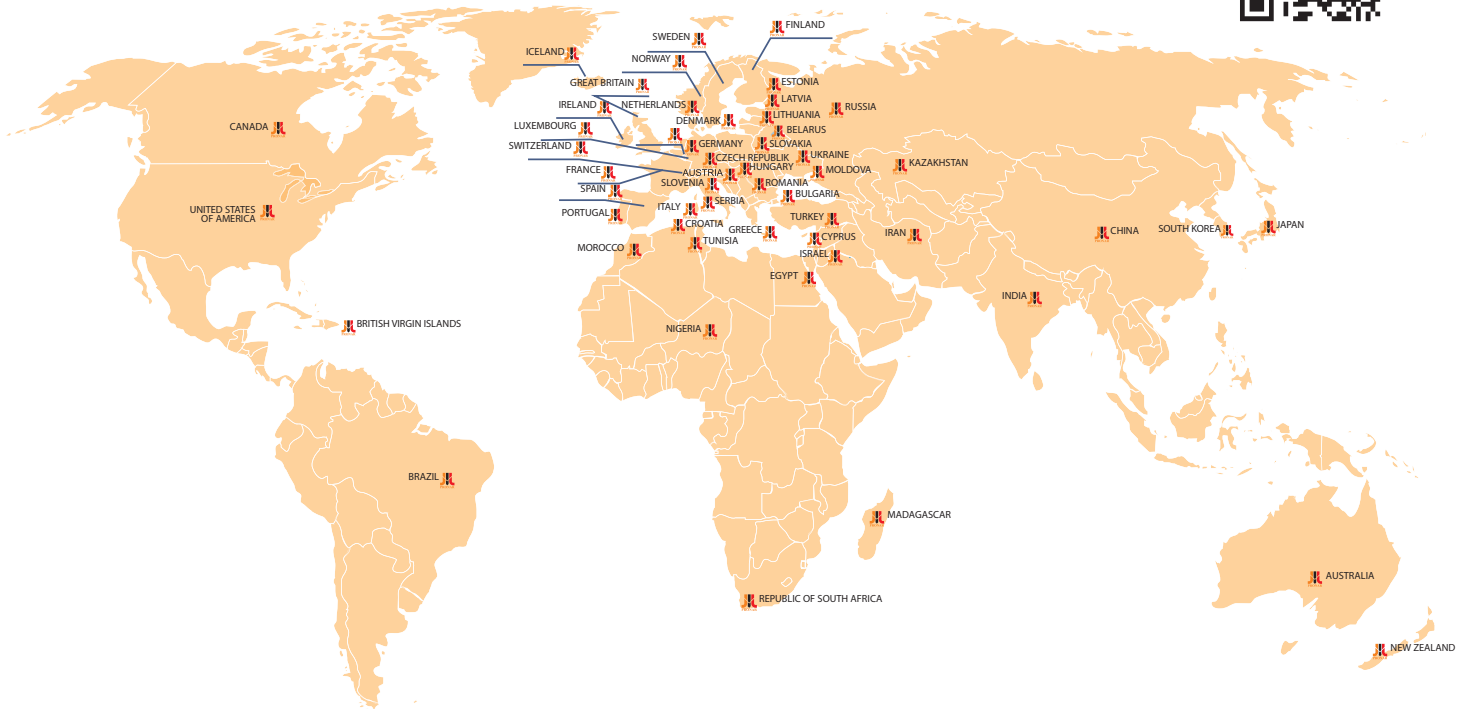 FINLAND
SWEDEN
ICELAND
NORWAY
GREAT BRITAIN
ESTONIA
IRELAND
NETHERLANDS
LATVIA
RUSSIA
LITHUANIA
DENMARK
LUXEMBOURG
CANADA
BELARUS
SWITZERLAND
GERMANY
SLOVAKIA
CZECH REPUBLIK
UKRAINE
KAZAKHSTAN
FRANCE
AUSTRIA
HUNGARY
MOLDOVA
SPAIN
SLOVENIA
ROMANIA
BULGARIA
UNITED STATES
OF AMERICA
PORTUGAL
ITALY
SERBIA
TURKEY
CROATIA
GREECE
CYPRUS
IRAN
CHINA
SOUTH KOREA
JAPAN
MOROCCO
TUNISIA
ISRAEL
EGYPT
INDIA
BRITISH VIRGIN ISLANDS
NIGERIA
BRAZIL
MADAGASCAR
AUSTRALIA
REPUBLIC OF SOUTH AFRICA
NEW ZEALAND